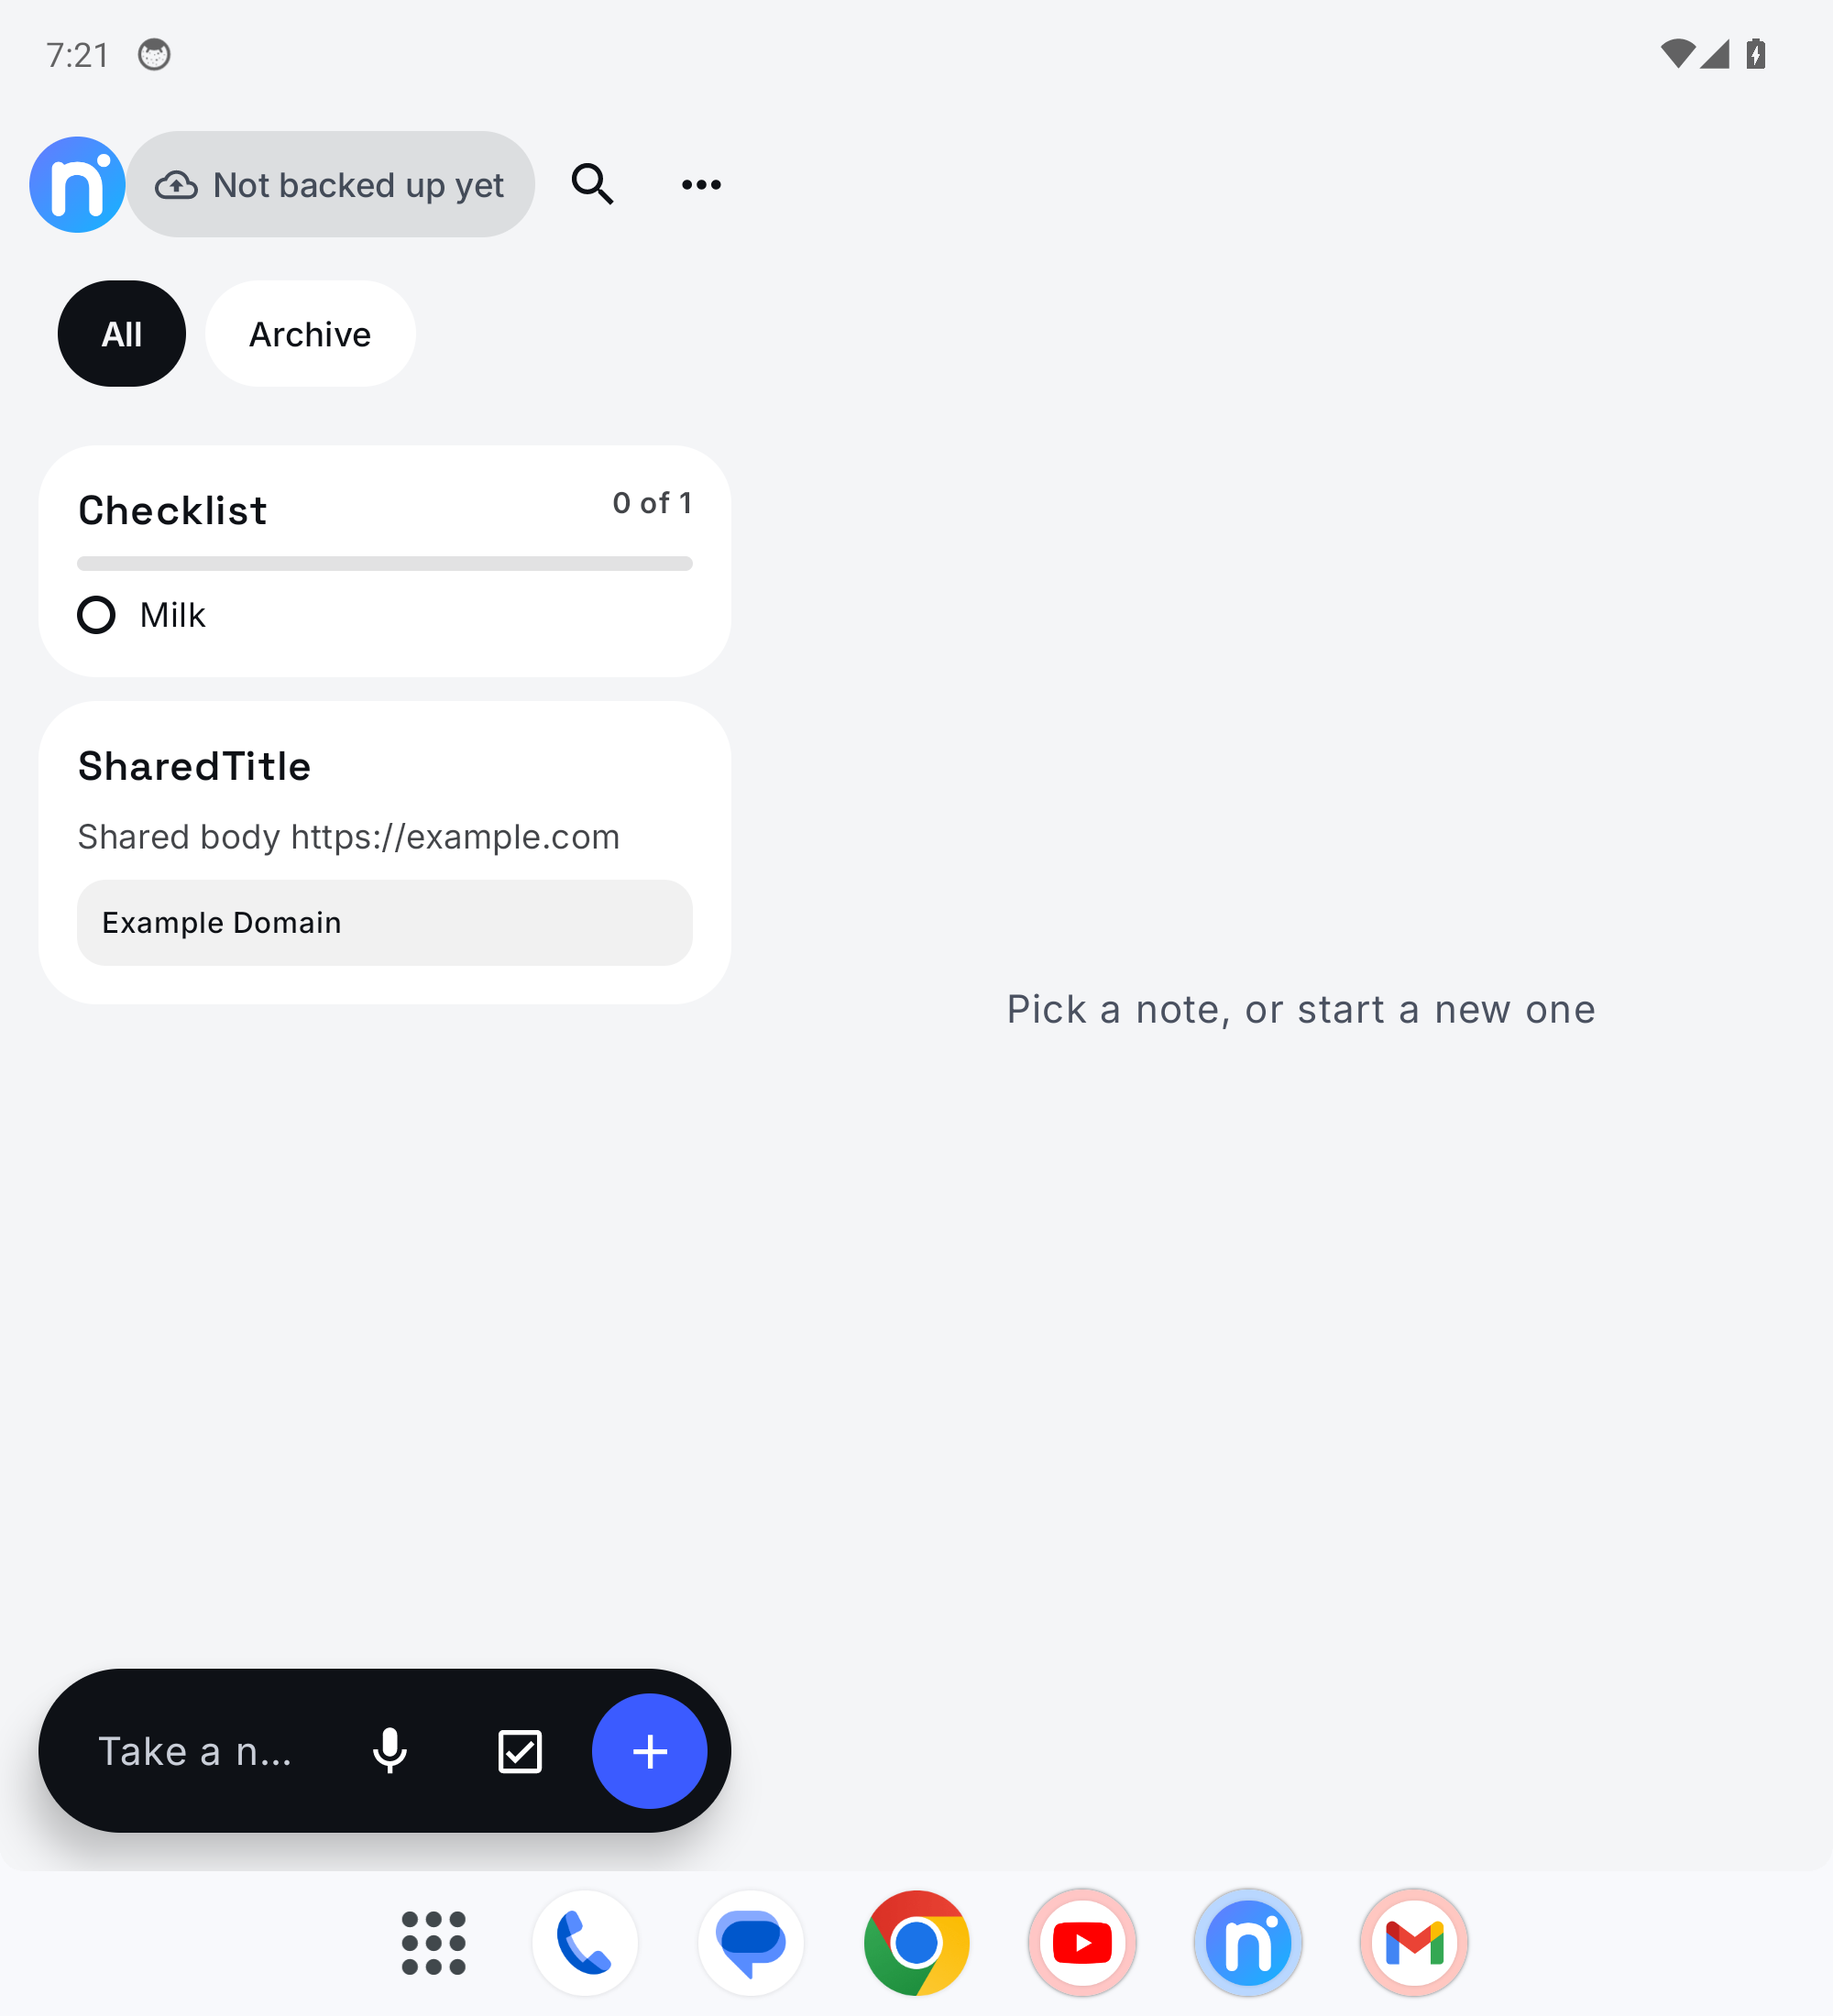 7:21
Not backed up yet
All
Archive
Checklist
0 of 1
Milk
SharedTitle
Shared body https://example.com
Example Domain
Pick a note, or start a new one
Take a n...